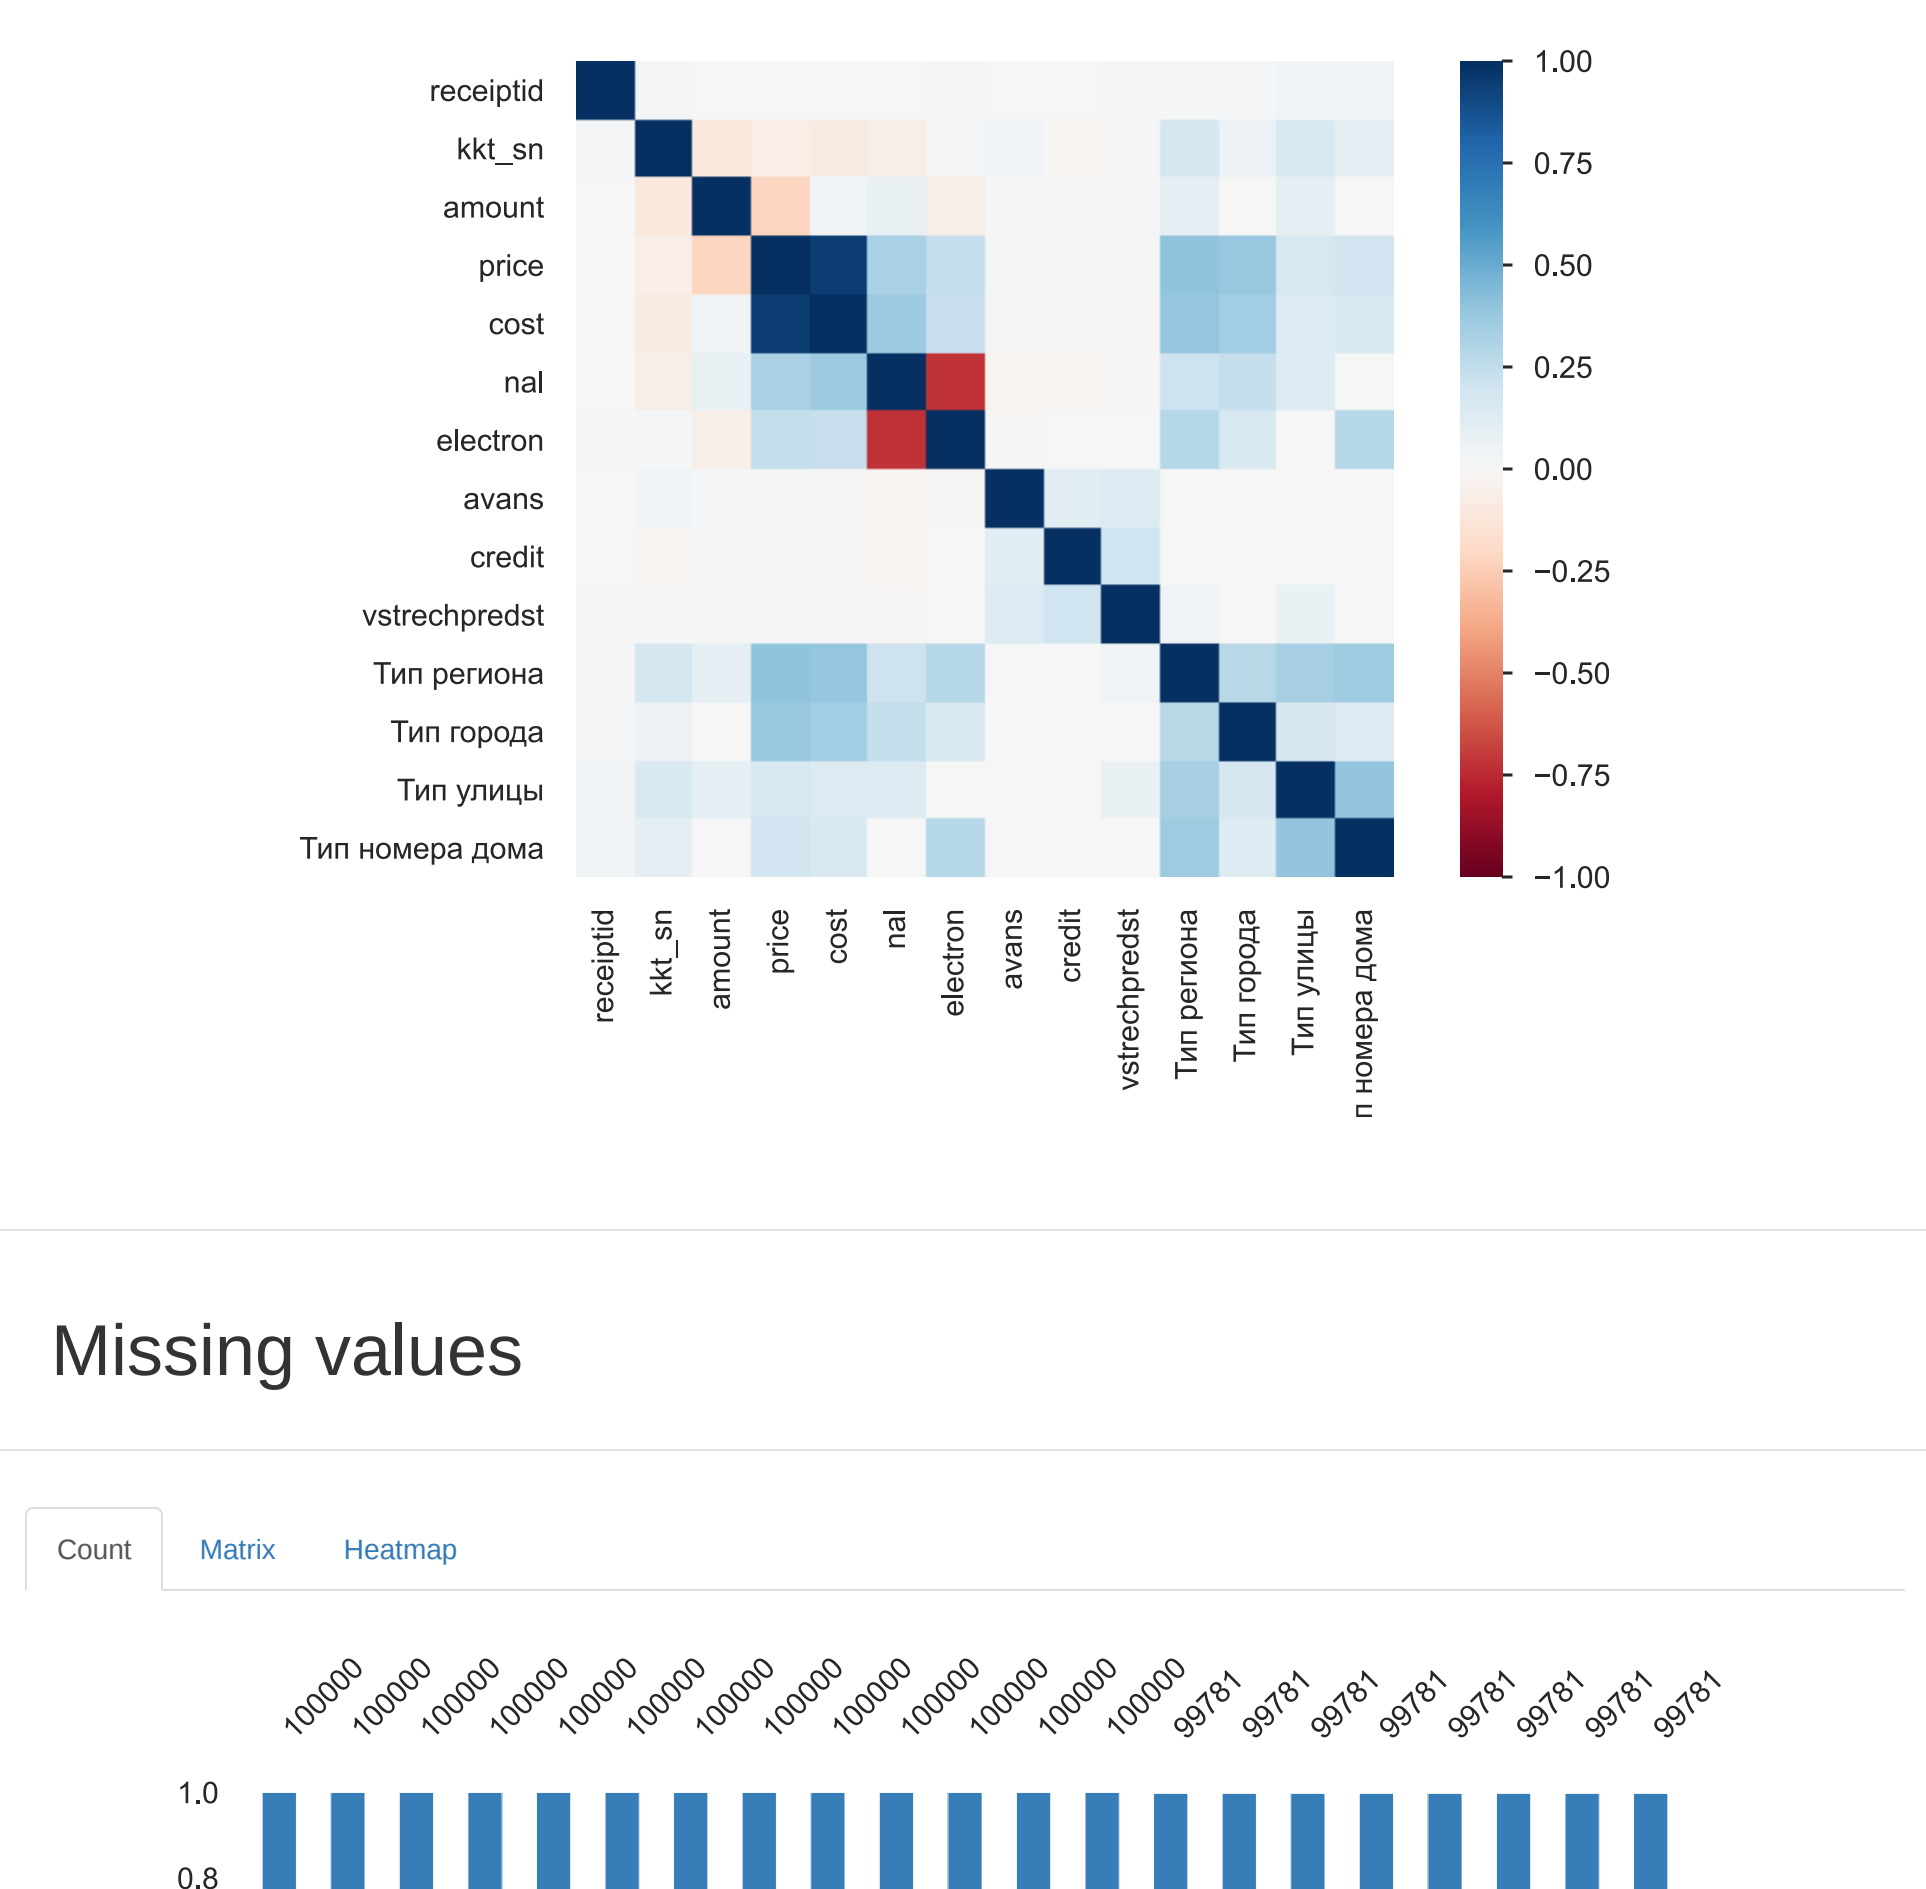 1.00
receiptid
kkt_sn
0.75
amount
price
0.50
cost
nal
0.25
electron
0.00
avans
credit
−0.25
vstrechpredst
Тип региона
−0.50
Тип города
Тип улицы
−0.75
Тип номера дома
−1.00
receiptid
kkt_sn
amount
price
cost
nal
electron
avans
credit
vstrechpredst
Тип региона
Тип города
Тип улицы
п номера дома
Missing values
Count Matrix Heatmap
100000 100000 100000 100000 100000 100000 100000 100000 100000 100000 100000 100000 100000 99781 99781 99781 99781 99781 99781 99781 99781
1.0
0.8